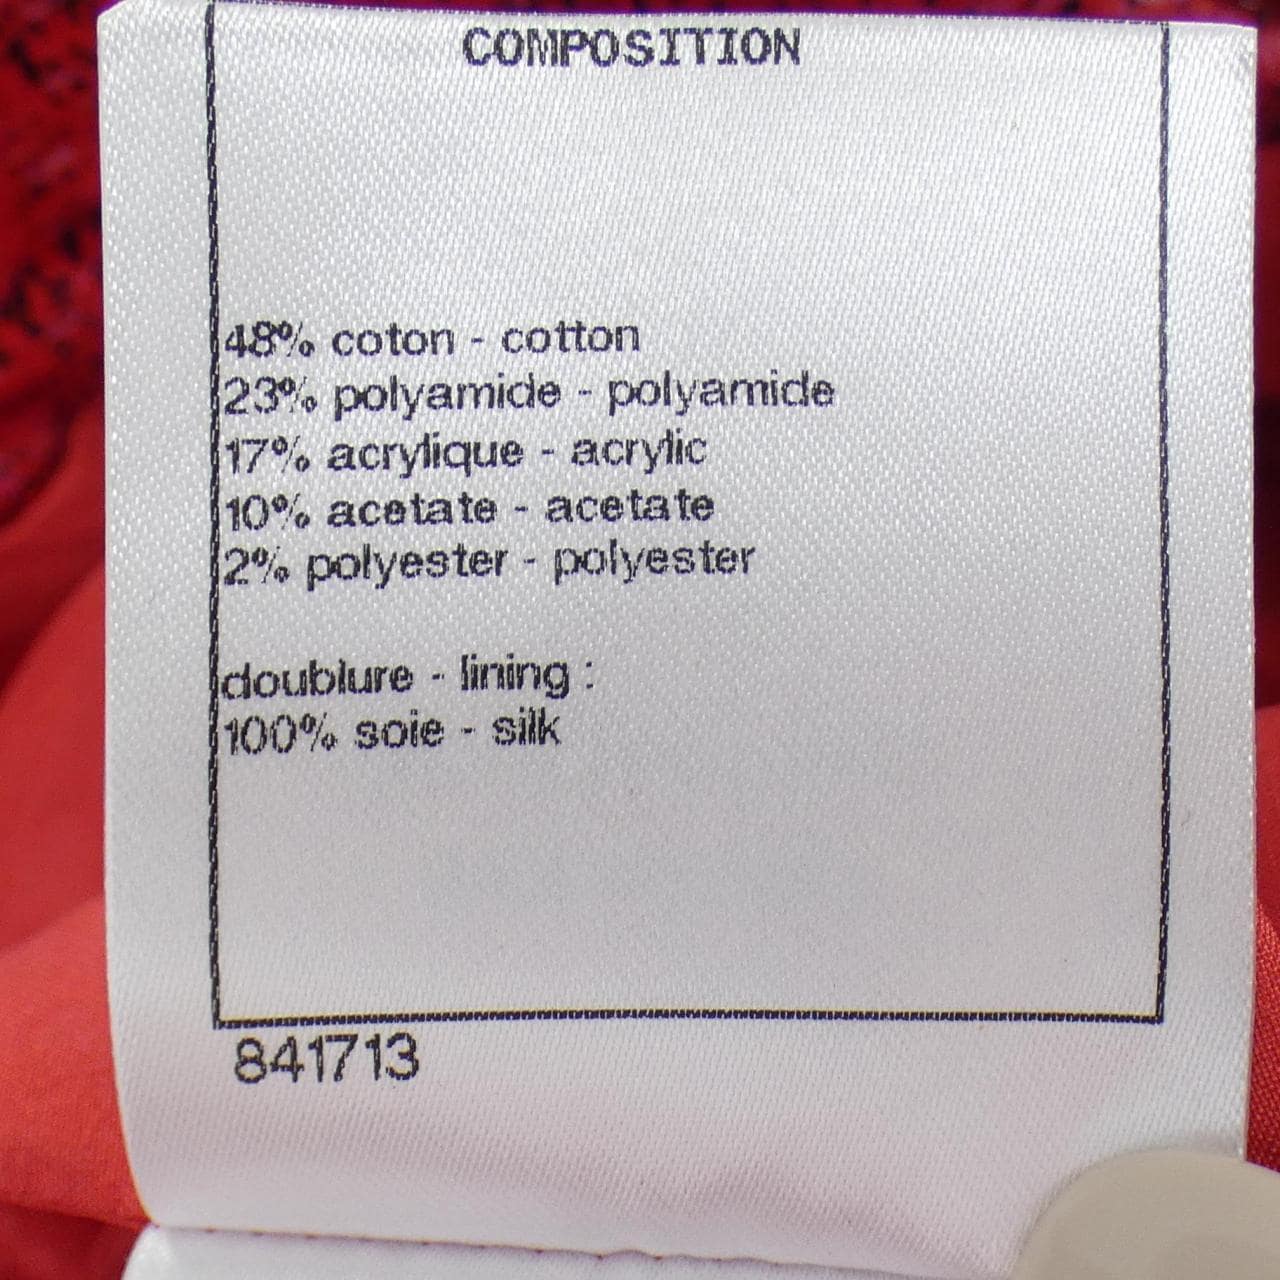 COMPOSITION
48% coton - cotton
23% polyamide - polyamide
17% acrylique - acrylic
10% acetate - acetate
2% polyester - polyester
doublure - lining :
100% soie - silk
841713